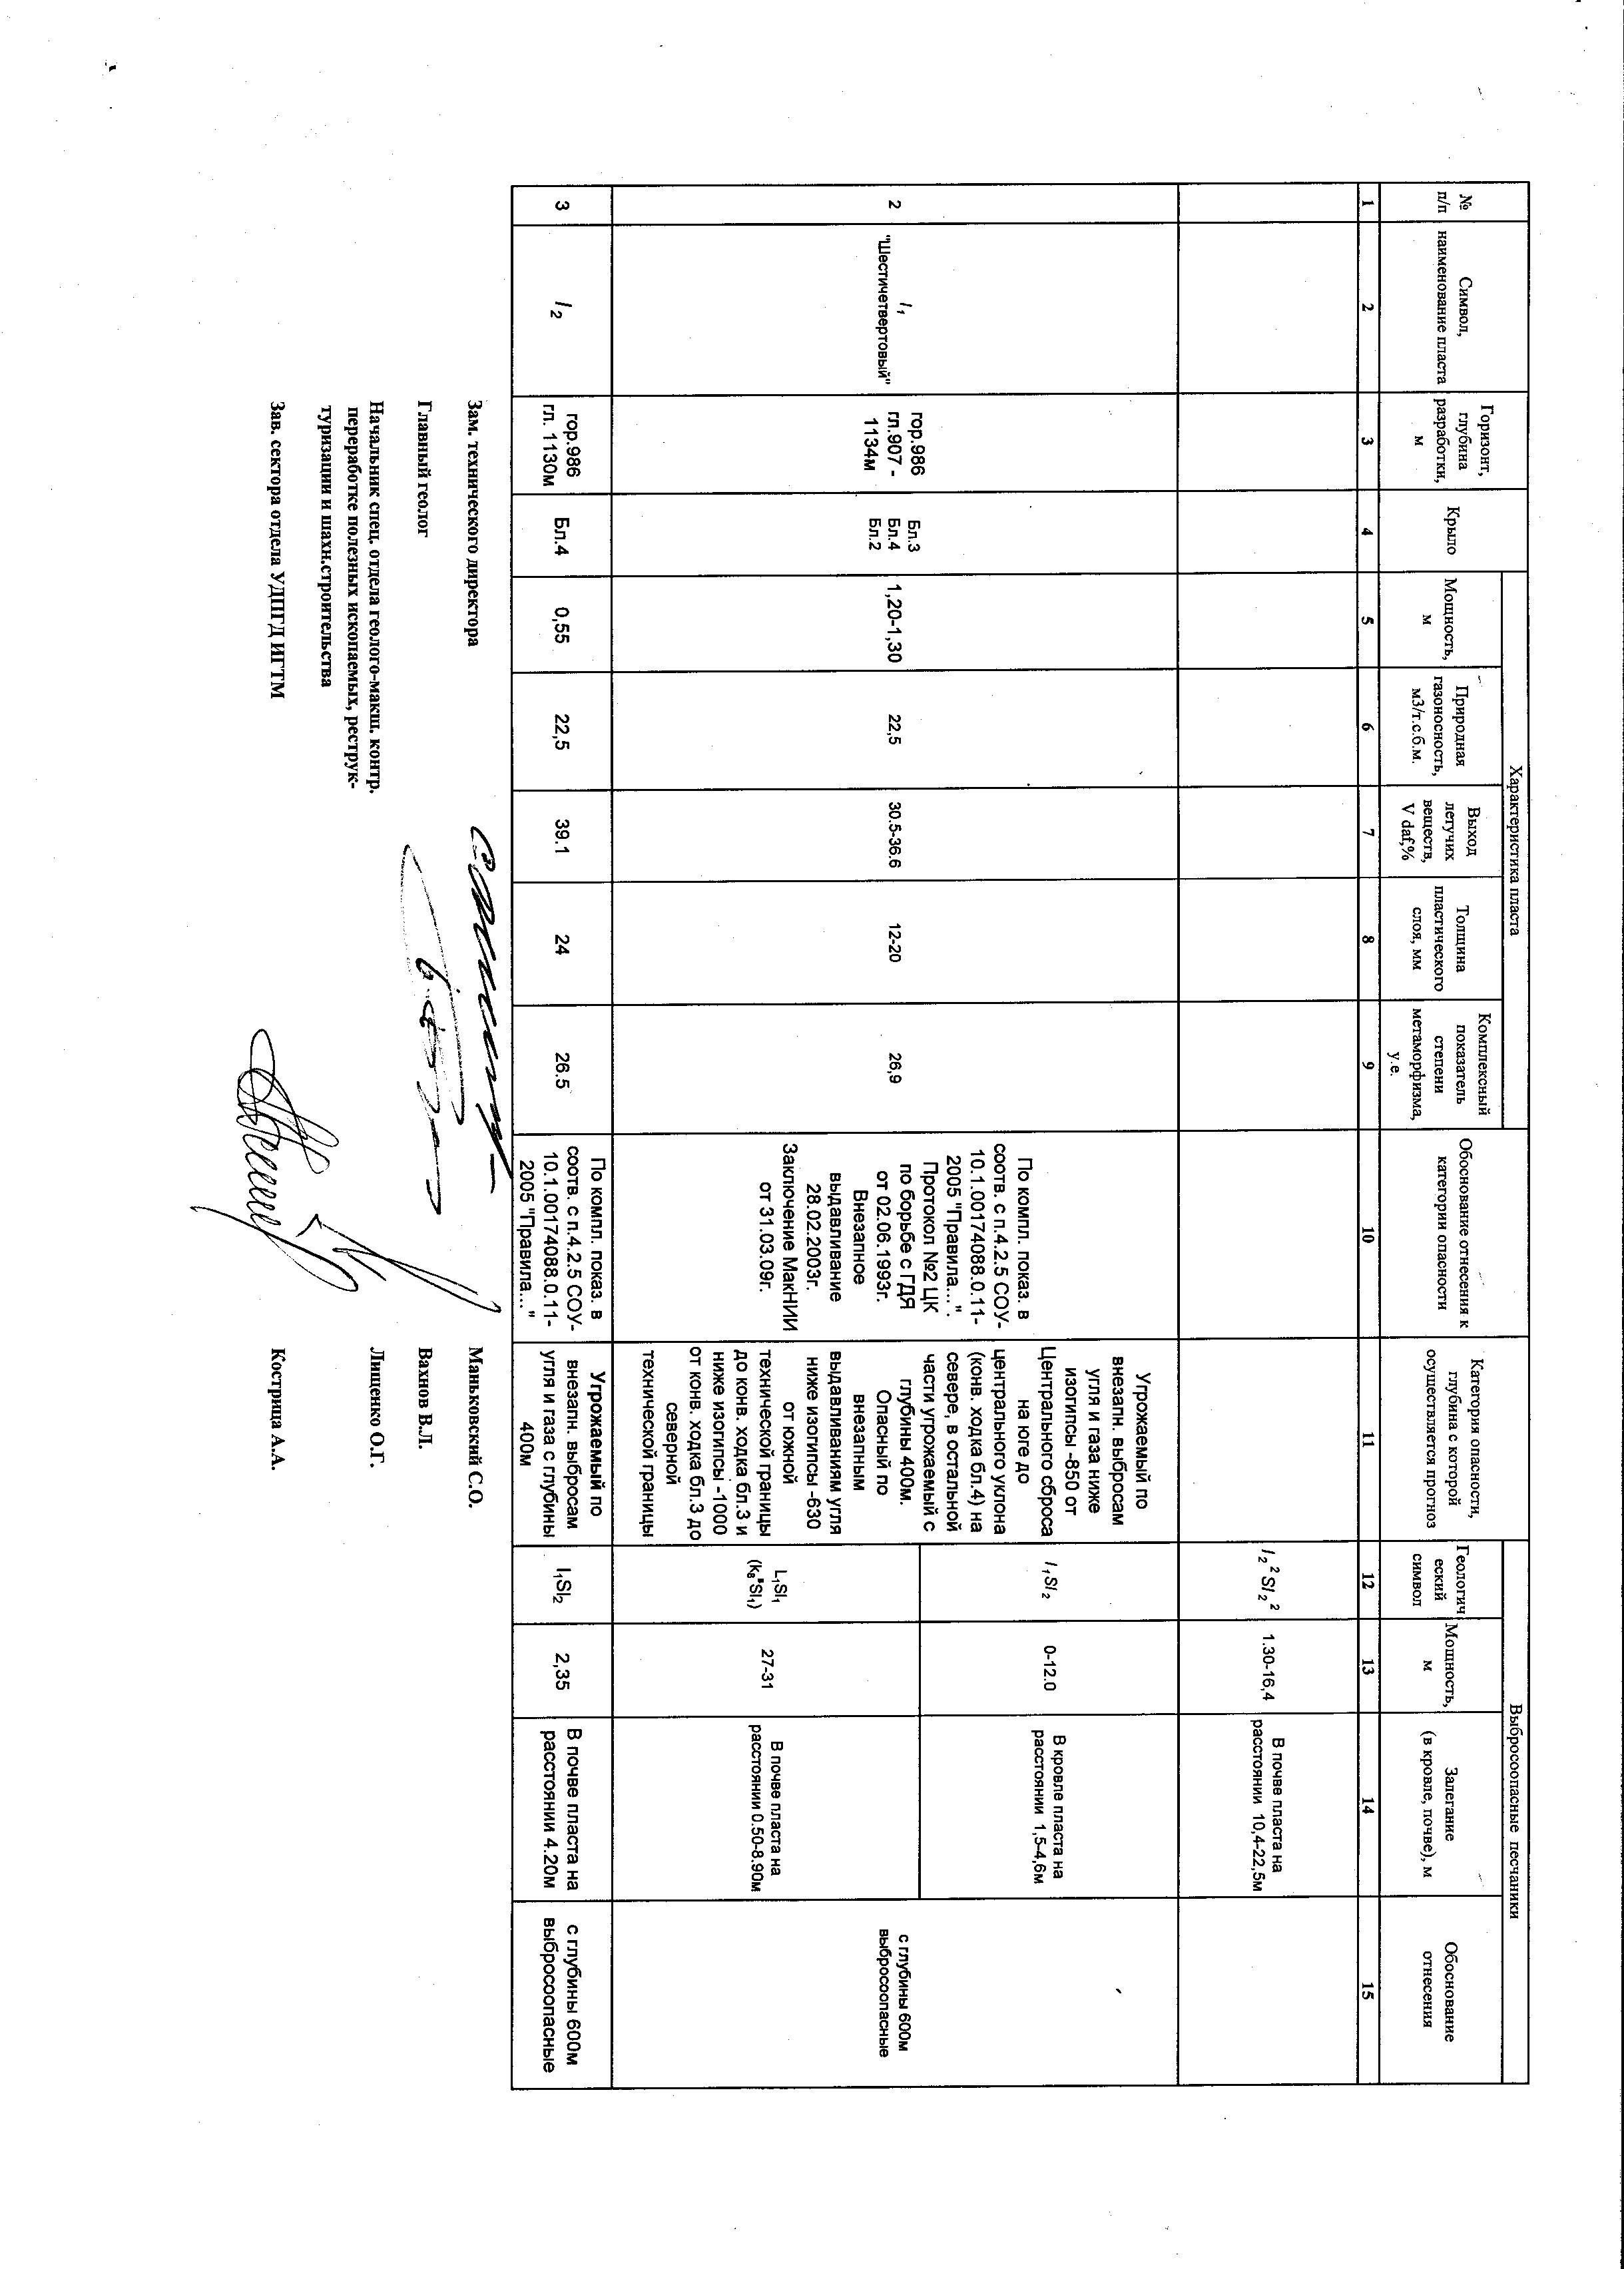 №
п/п
Символ,
наименование пласта
Горизонт,
глубина
разработки,
м
Крыло
Характеристика пласта
Мощность,
м
Природная
газоносность,
м3/т.с.б.м.
Выход
летучих
веществ,
V daf,%
Толщина
пластического
слоя, мм
Комплексный
показатель
степени
метаморфизма,
у.е.
Обоснование отнесения к
категории опасности
Категория опасности,
глубина с которой
осуществляется прогноз
Выбросоопасные песчаники
Геологич
еский
символ
Мощность,
м
Залегание
(в кровле, почве), м
Обоснование
отнесения
1 2 3 4 5 6 7 8 9 10 11 12 13 14 15
l₂² Sl₂²
1.30-16,4
В почве пласта на
расстоянии 10,4-22,5м
2
l₁
"Шестичетвертовый"
гор.986
гл.907 -
1134м
Бл.3
Бл.4
Бл.2
1,20-1,30
22,5
30.5-36.6
12-20
26,9
По компл. показ. в
соотв. с п.4.2.5 СОУ-
10.1.00174088.0.11-
2005 "Правила... ".
Протокол №2 ЦК
по борьбе с ГДЯ
от 02.06.1993г.
Внезапное
выдавливание
28.02.2003г.
Заключение МакНИИ
от 31.03.09г.
Угрожаемый по
внезапн. выбросам
угля и газа ниже
изогипсы -850 от
Центрального сброса
на юге до
центрального уклона
(конв. ходка бл.4) на
севере, в остальной
части угрожаемый с
глубины 400м.
Опасный по
внезапным
выдавливаниям угля
ниже изогипсы -630
от южной
технической границы
до конв. ходка бл.3 и
ниже изогипсы -1000
от конв. ходка бл.3 до
северной
технической границы
l₁Sl₂
0-12.0
В кровле пласта на
расстоянии 1,5-4,6м
L₁Sl₁
(k₈ᴮSl₁)
27-31
В почве пласта на
расстоянии 0.50-8.90м
с глубины 600м
выбросоопасные
3
l₂
гор.986
гл. 1130м
Бл.4
0,55
22,5
39.1
24
26.5
По компл. показ. в
соотв. с п.4.2.5 СОУ-
10.1.00174088.0.11-
2005 "Правила... "
Угрожаемый по
внезапн. выбросам
угля и газа с глубины
400м
l₁Sl₂
2,35
В почве пласта на
расстоянии 4.20м
с глубины 600м
выбросоопасные
Зам. технического директора Маньковский С.О.
Главный геолог Вахнов В.Л.
Начальник спец. отдела геолого-макш. контр.
переработке полезных ископаемых, реструк-
туризации и шахн.строительства
Лищенко О.Г.
Зав. сектора отдела УДПГД ИГТМ Кострица А.А.